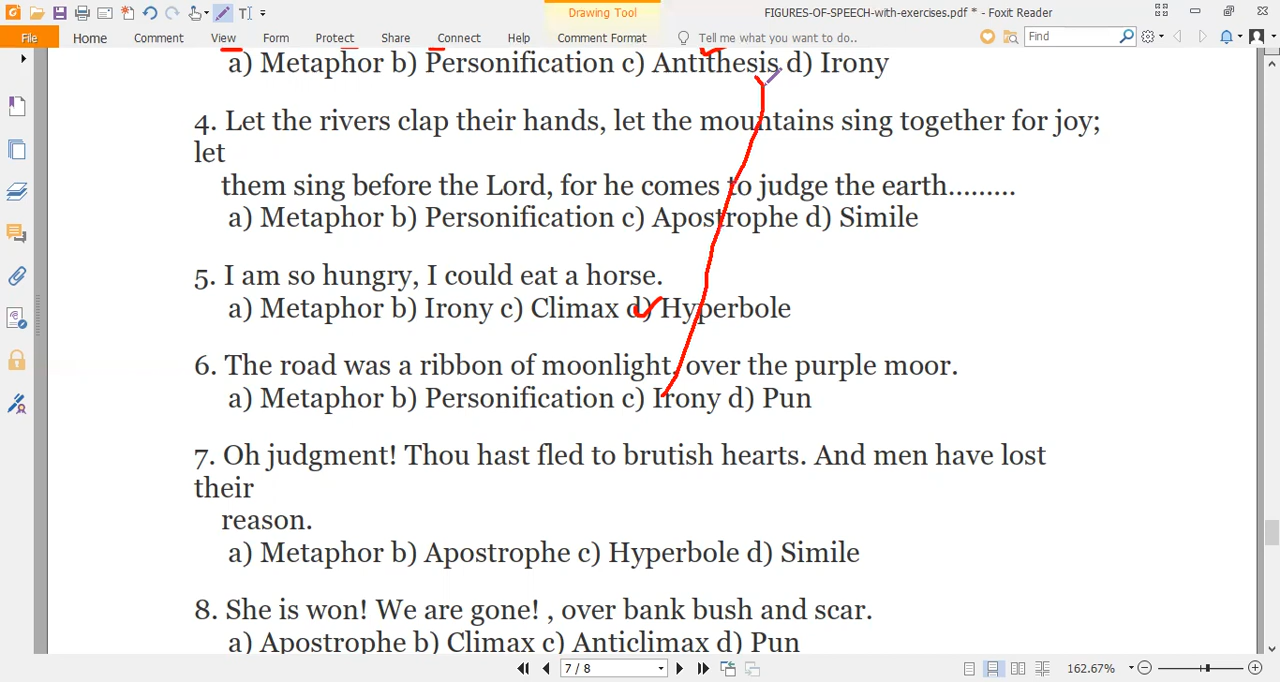 Drawing Tool
FIGURES-OF-SPEECH-with-exercises.pdf * - Foxit Reader
File Home Comment View Form Protect Share Connect Help Comment Format Tell me what you want to do.. Find
a) Metaphor b) Personification c) Antithesis d) Irony
4. Let the rivers clap their hands, let the mountains sing together for joy;
let
them sing before the Lord, for he comes to judge the earth.........
a) Metaphor b) Personification c) Apostrophe d) Simile
5. I am so hungry, I could eat a horse.
a) Metaphor b) Irony c) Climax d) Hyperbole
6. The road was a ribbon of moonlight. over the purple moor.
a) Metaphor b) Personification c) Irony d) Pun
7. Oh judgment! Thou hast fled to brutish hearts. And men have lost
their
reason.
a) Metaphor b) Apostrophe c) Hyperbole d) Simile
8. She is won! We are gone! , over bank bush and scar.
a) Apostrophe b) Climax c) Anticlimax d) Pun
7 / 8
162.67%